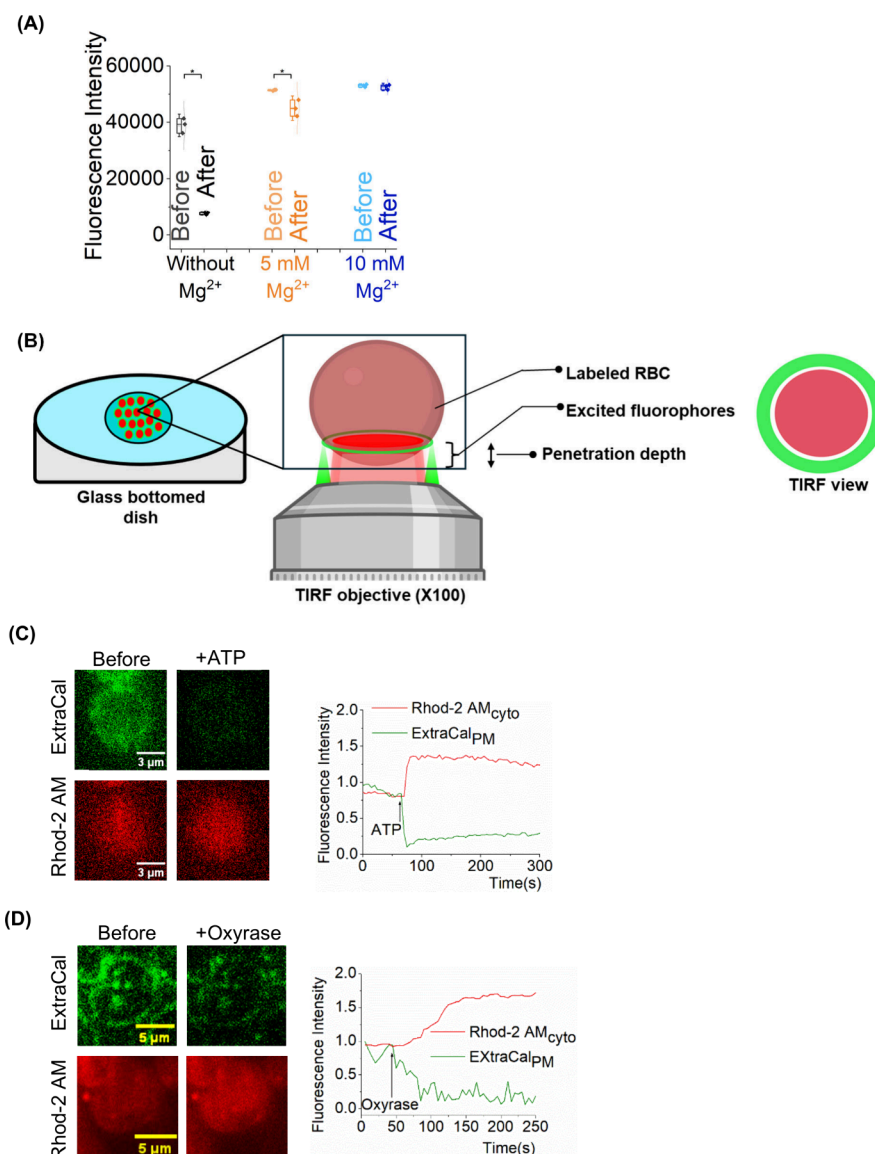 (A)
Fluorescence Intensity
60000
40000
20000
0
*
*
Before
After
Before
After
Before
After
Without
Mg²⁺
5 mM
Mg²⁺
10 mM
Mg²⁺
(B)
Labeled RBC
Excited fluorophores
Penetration depth
Glass bottomed
dish
TIRF objective (X100)
TIRF view
(C)
Before
+ATP
ExtraCal
3 µm
Rhod-2 AM
3 µm
Fluorescence Intensity
2.0
1.5
1.0
0.5
0.0
Rhod-2 AMcyto
ExtraCalPM
ATP
0 100 200 300
Time(s)
(D)
Before
+Oxyrase
ExtraCal
5 µm
Rhod-2 AM
5 µm
Fluorescence Intensity
2.0
1.5
1.0
0.5
0.0
Rhod-2 AMcyto
EXtraCalPM
Oxyrase
0 50 100 150 200 250
Time(s)